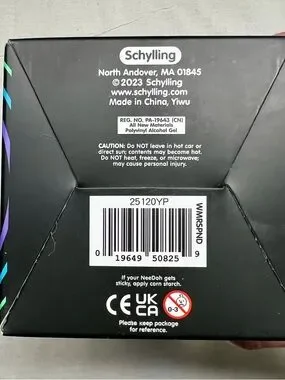 Schylling
North Andover, MA 01845
©2023 Schylling
www.schylling.com
Made in China, Yiwu
REG. NO. PA-19643 (CN)
All New Materials
Polyvinyl Alcohol Gel
CAUTION: Do NOT leave in hot car or
direct sun; contents may become hot.
Do NOT heat, freeze, or microwave;
may cause personal injury.
25120YP
WMRSPND
0 19649 50825 9
If your NeeDoh gets
sticky, apply corn starch.
CE UK CA 0-3
Please keep package
for reference.